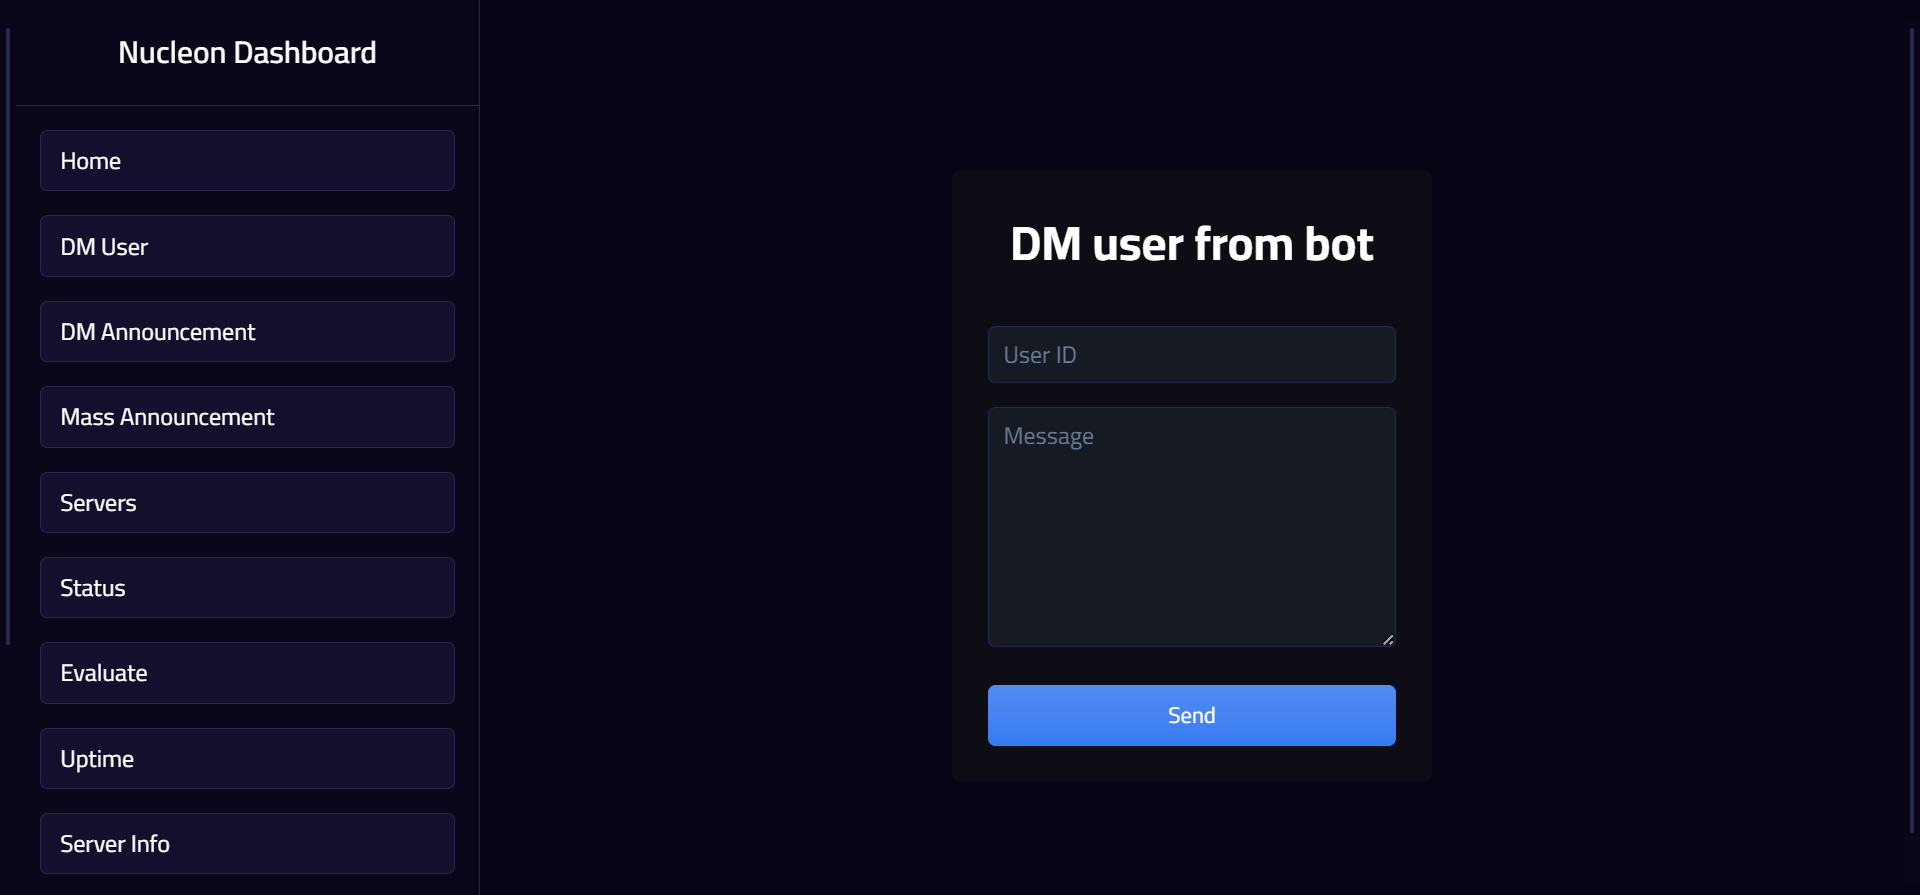 Nucleon Dashboard
Home
DM User
DM Announcement
Mass Announcement
Servers
Status
Evaluate
Uptime
Server Info
DM user from bot
User ID
Message
Send